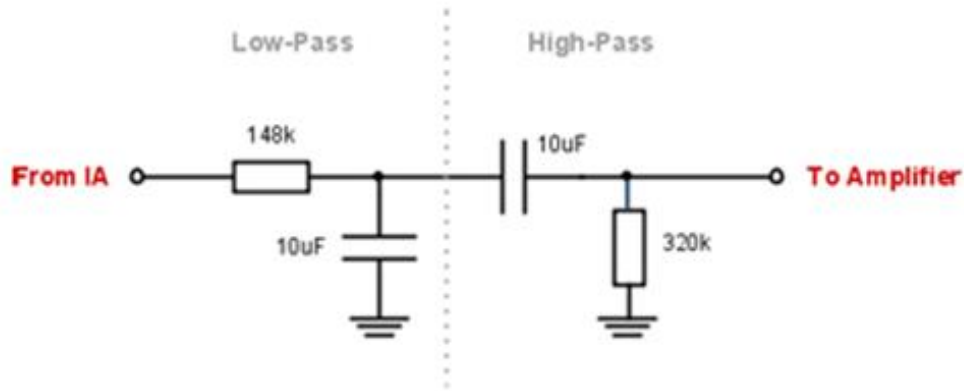 Low-Pass
High-Pass
148k
10uF
From IA
To Amplifier
10uF
320k